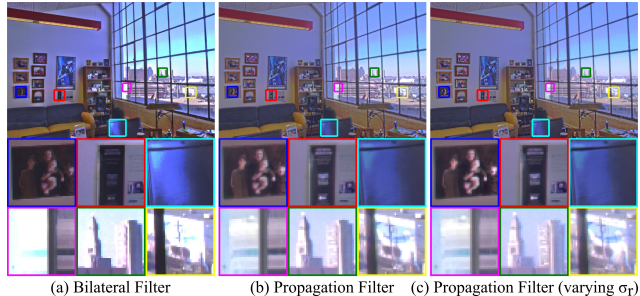 (a) Bilateral Filter
(b) Propagation Filter
(c) Propagation Filter (varying σr)